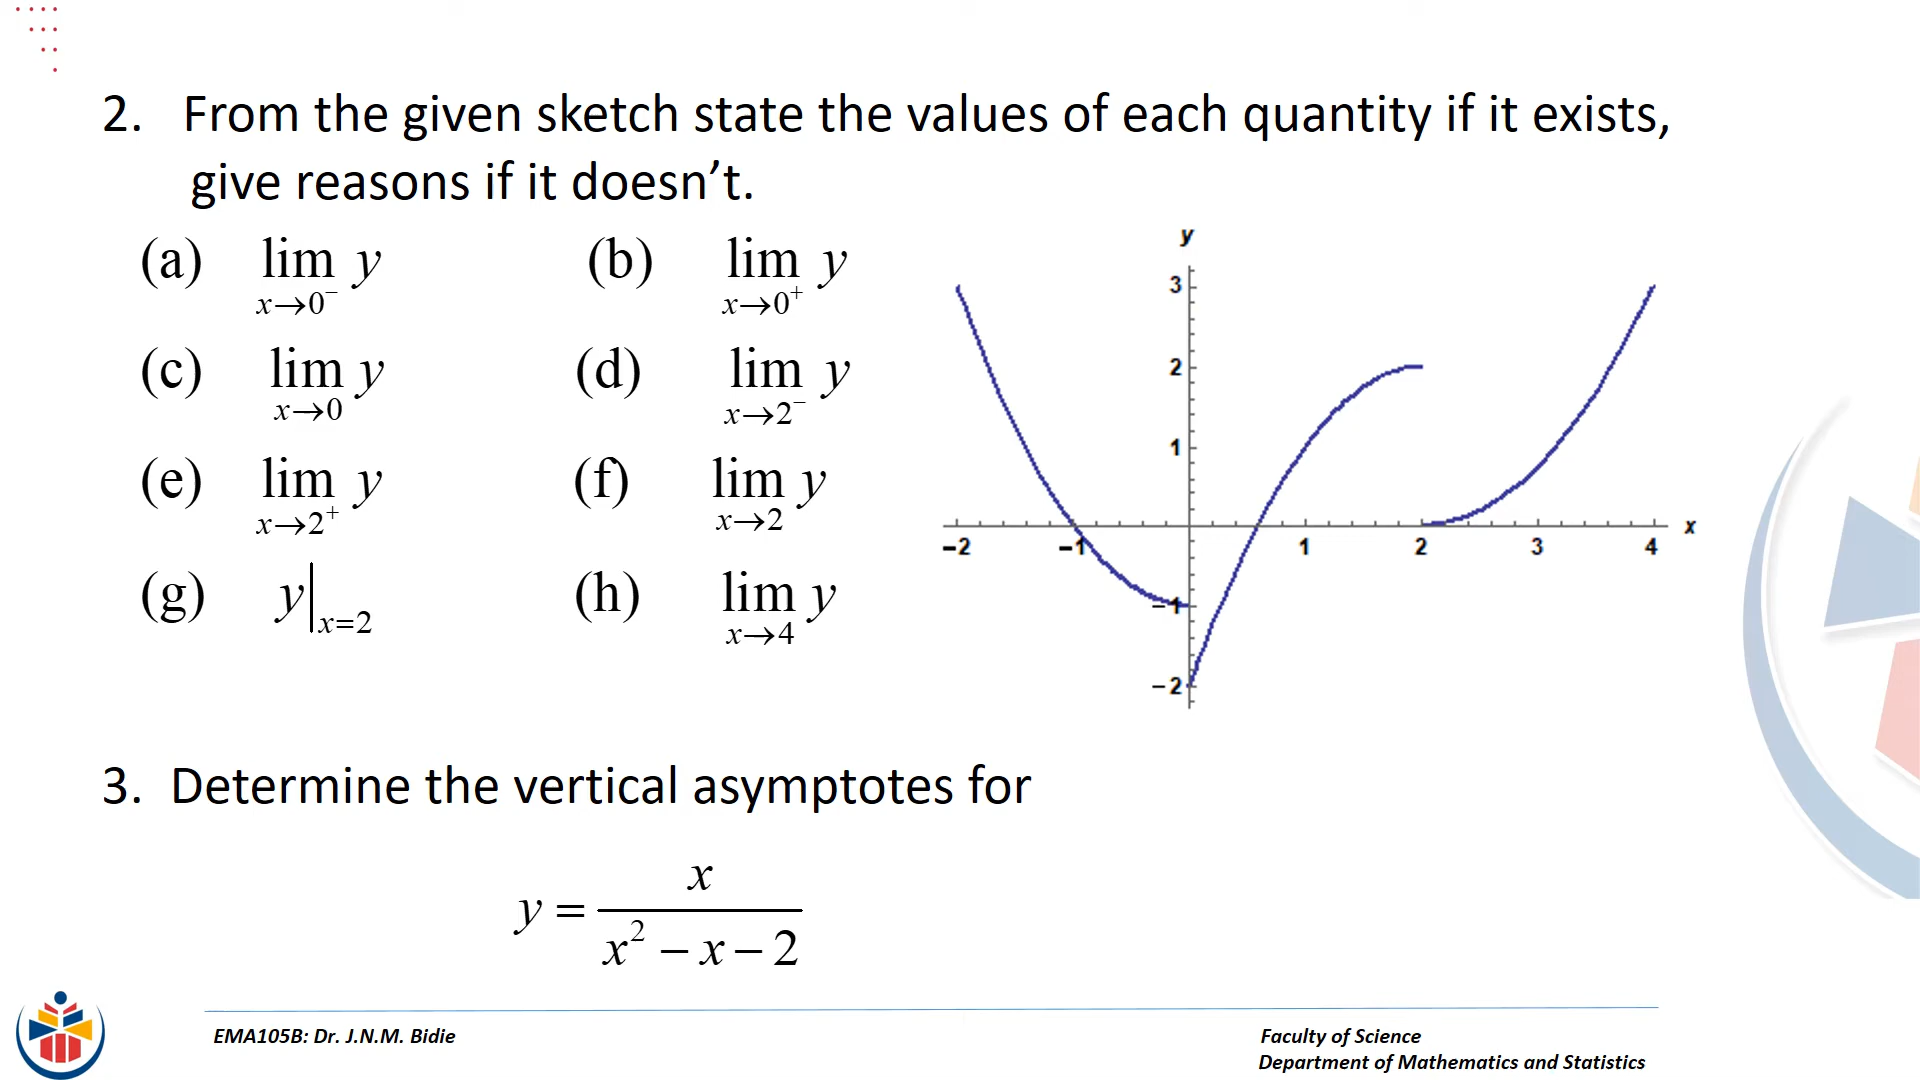 2. From the given sketch state the values of each quantity if it exists,
give reasons if it doesn’t.
(a) lim y x→0⁻ (b) lim y x→0⁺
(c) lim y x→0 (d) lim y x→2⁻
(e) lim y x→2⁺ (f) lim y x→2
(g) y|x=2 (h) lim y x→4
y
3
2
1
-2 -1 1 2 3 4 x
-1
-2
3. Determine the vertical asymptotes for
y = x / (x² − x − 2)
EMA105B: Dr. J.N.M. Bidie
Faculty of Science
Department of Mathematics and Statistics